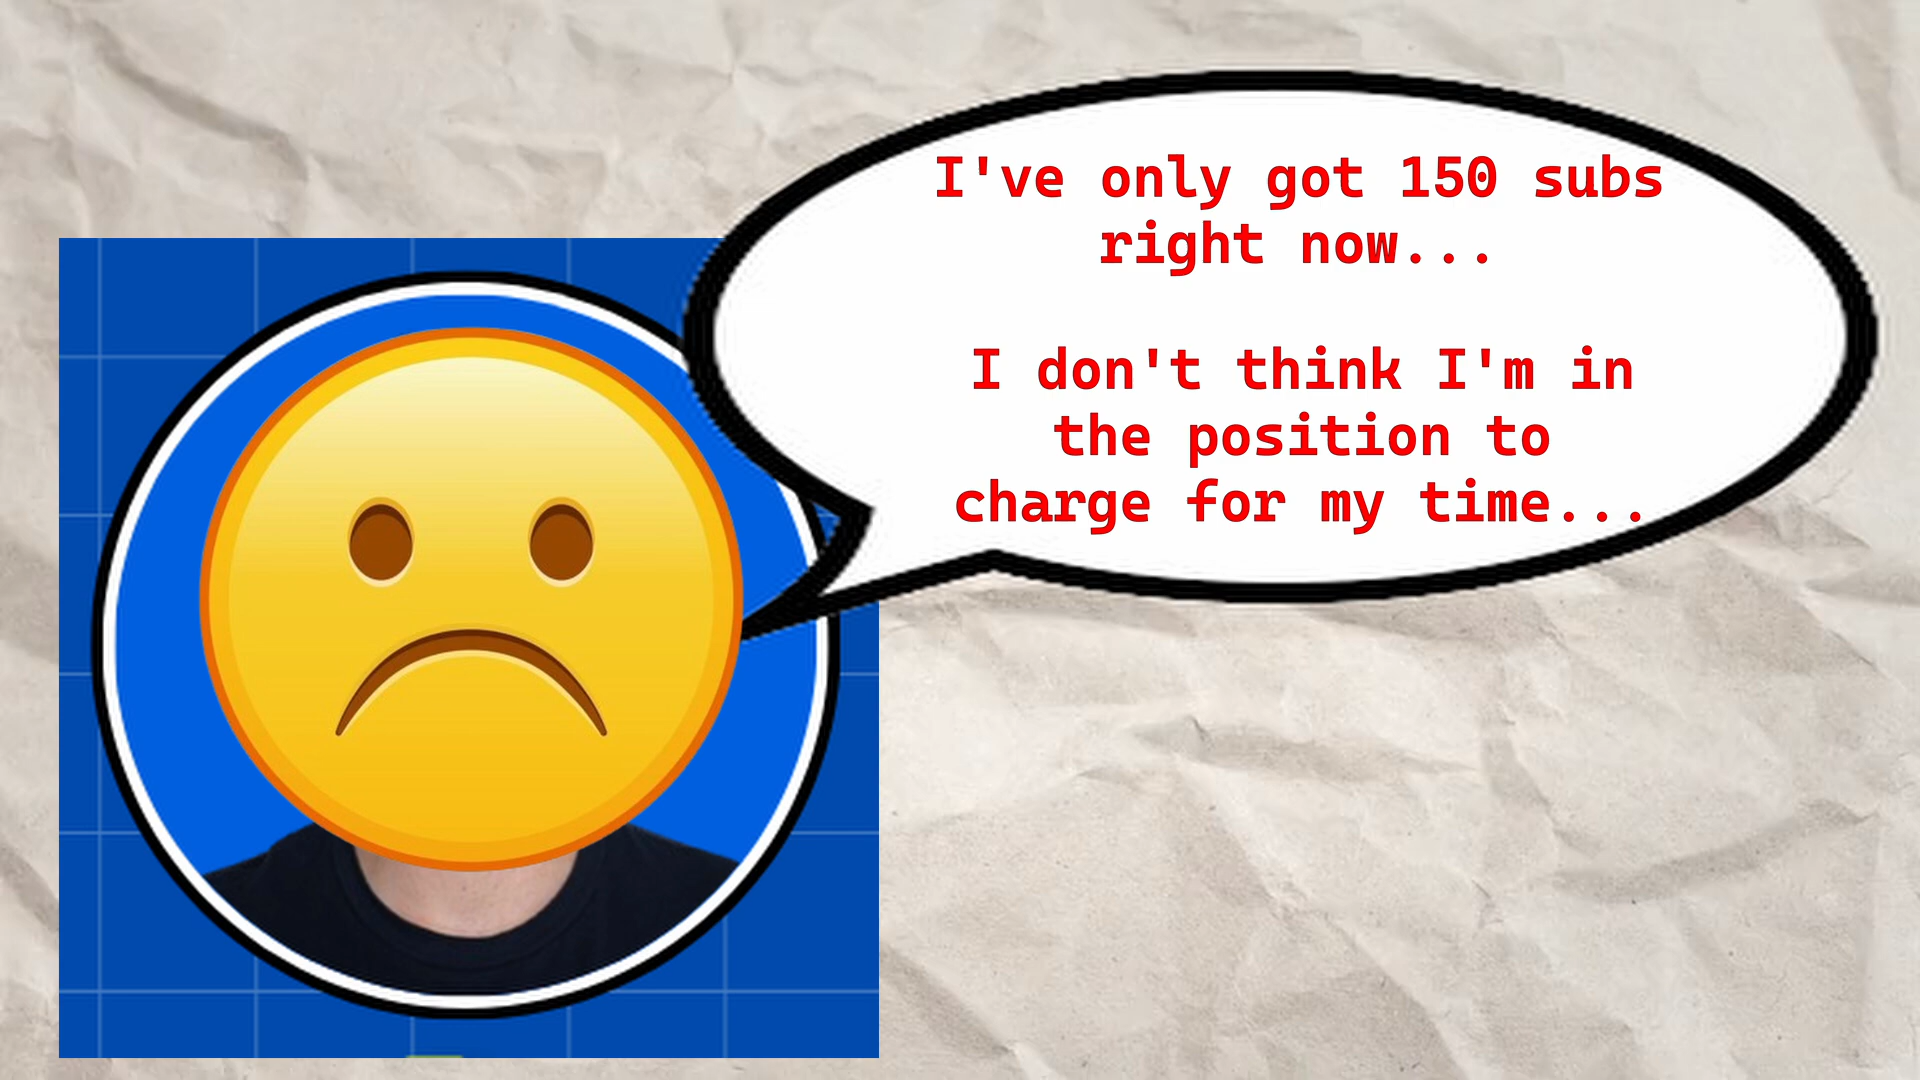 I've only got 150 subs
right now...
I don't think I'm in
the position to
charge for my time...